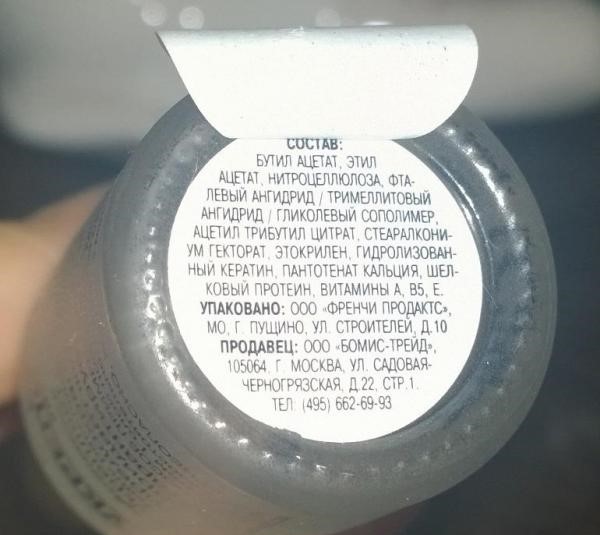 СОСТАВ:
БУТИЛ АЦЕТАТ, ЭТИЛ
АЦЕТАТ, НИТРОЦЕЛЛЮЛОЗА, ФТА-
ЛЕВЫЙ АНГИДРИД / ТРИМЕЛЛИТОВЫЙ
АНГИДРИД / ГЛИКОЛЕВЫЙ СОПОЛИМЕР,
АЦЕТИЛ ТРИБУТИЛ ЦИТРАТ, СТЕАРАЛКОНИ-
УМ ГЕКТОРАТ, ЭТОКРИЛЕН, ГИДРОЛИЗОВАН-
НЫЙ КЕРАТИН, ПАНТОТЕНАТ КАЛЬЦИЯ, ШЕЛ-
КОВЫЙ ПРОТЕИН, ВИТАМИНЫ А, В5, Е.
УПАКОВАНО: ООО «ФРЕНЧИ ПРОДАКТС»,
МО, Г. ПУЩИНО, УЛ. СТРОИТЕЛЕЙ, Д.10
ПРОДАВЕЦ: ООО «БОМИС-ТРЕЙД»,
105064, Г. МОСКВА, УЛ. САДОВАЯ-
ЧЕРНОГРЯЗСКАЯ, Д.22, СТР.1.
ТЕЛ: (495) 662-69-93